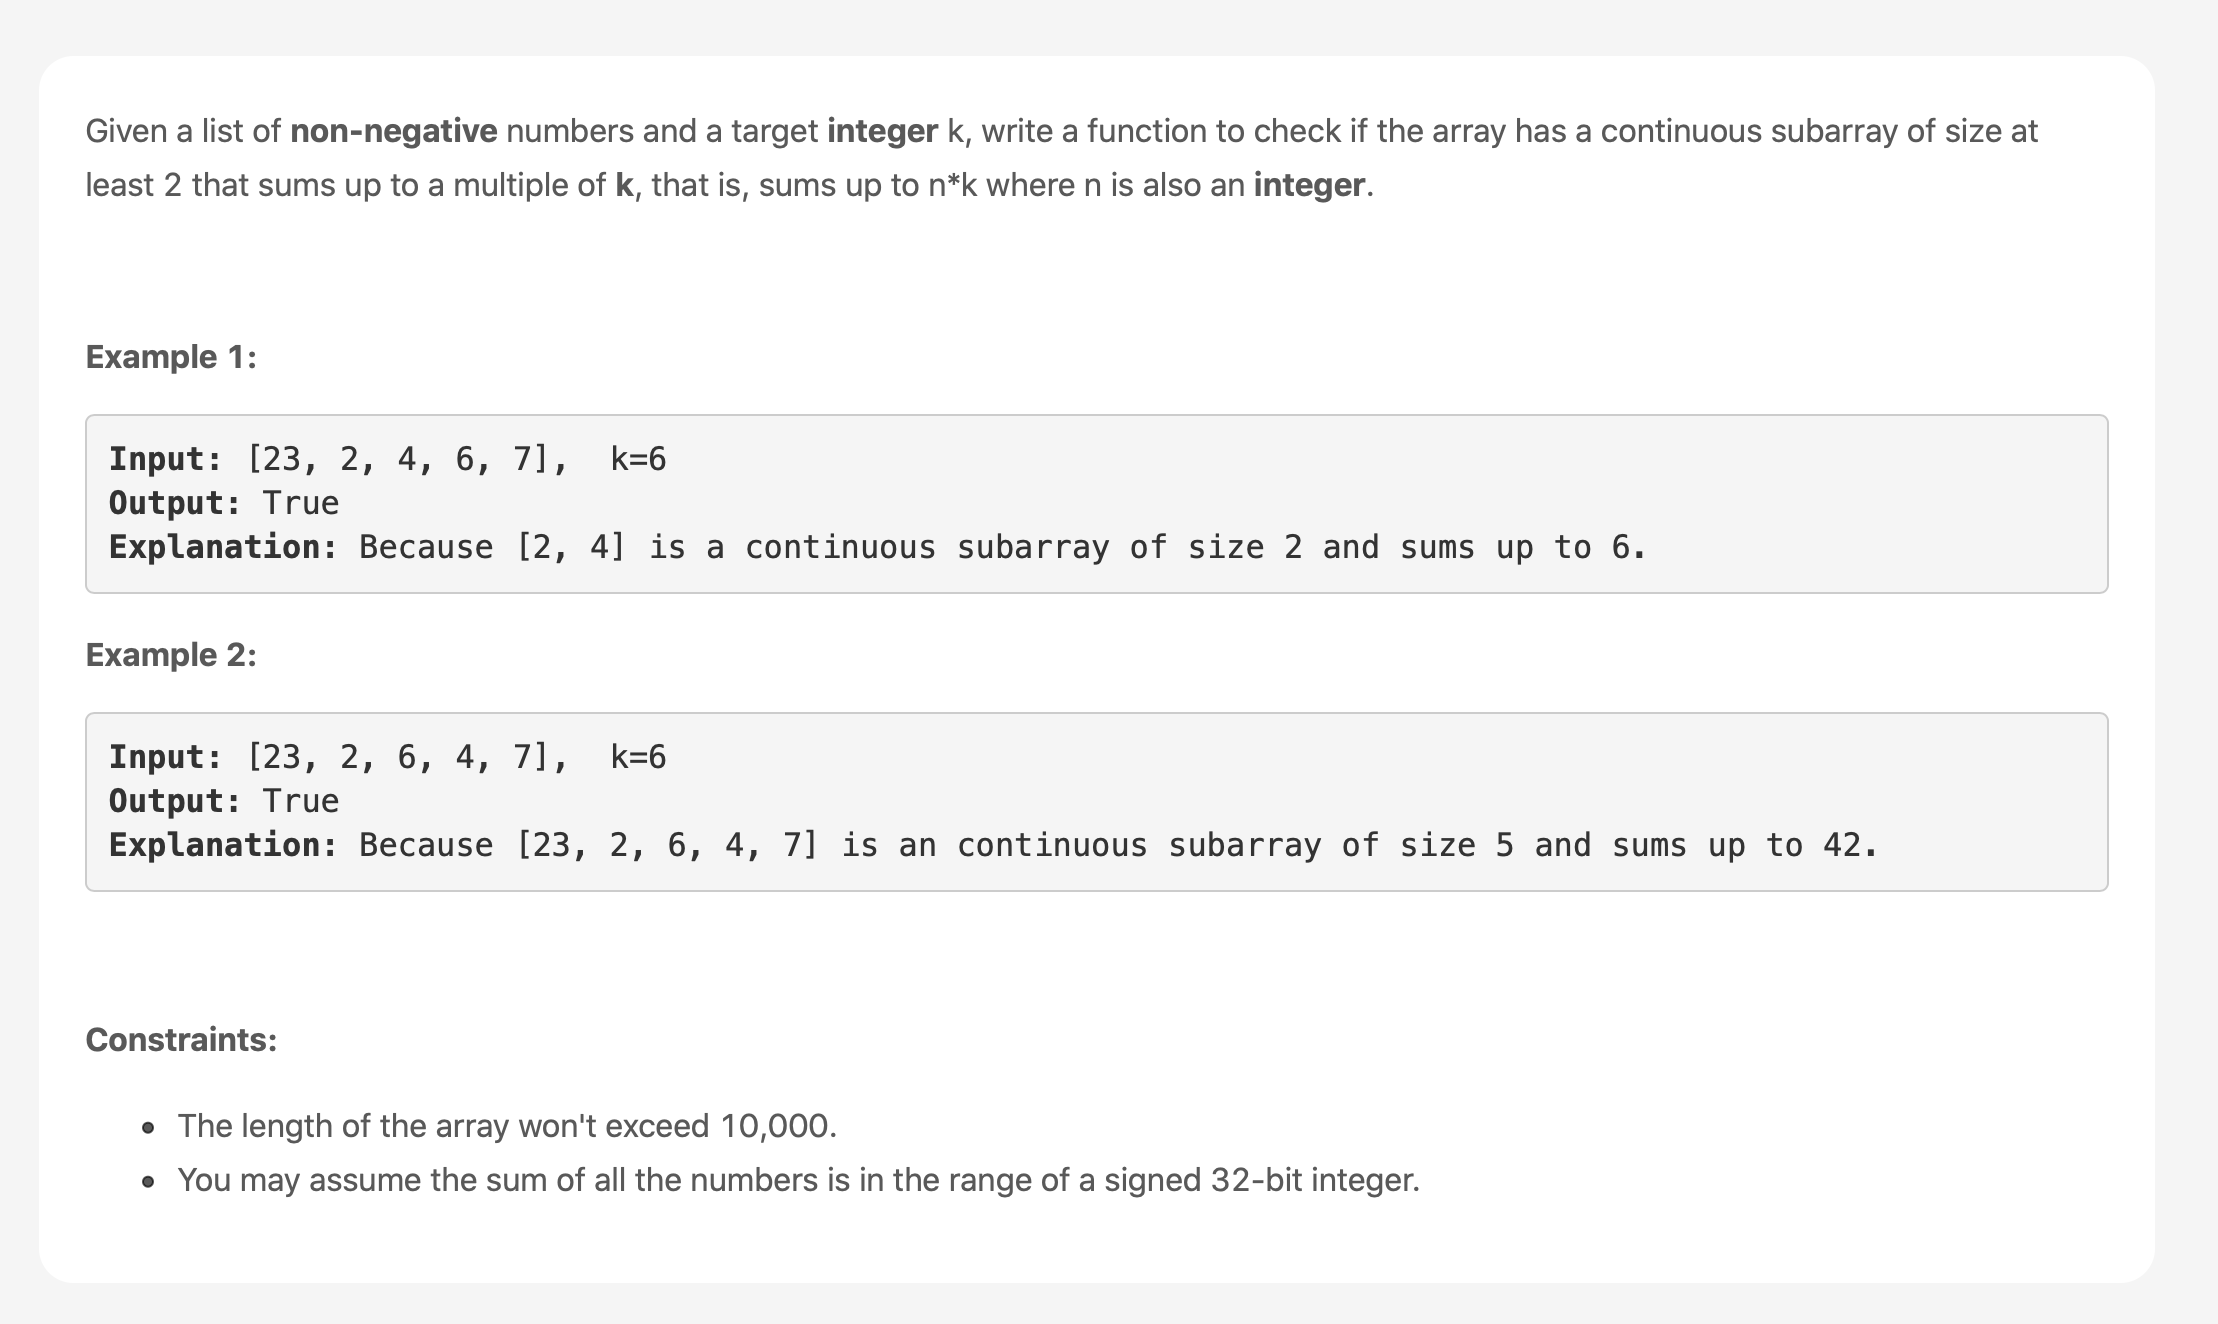 Given a list of non-negative numbers and a target integer k, write a function to check if the array has a continuous subarray of size at
least 2 that sums up to a multiple of k, that is, sums up to n*k where n is also an integer.
Example 1:
Input: [23, 2, 4, 6, 7],  k=6
Output: True
Explanation: Because [2, 4] is a continuous subarray of size 2 and sums up to 6.
Example 2:
Input: [23, 2, 6, 4, 7],  k=6
Output: True
Explanation: Because [23, 2, 6, 4, 7] is an continuous subarray of size 5 and sums up to 42.
Constraints:
• The length of the array won't exceed 10,000.
• You may assume the sum of all the numbers is in the range of a signed 32-bit integer.